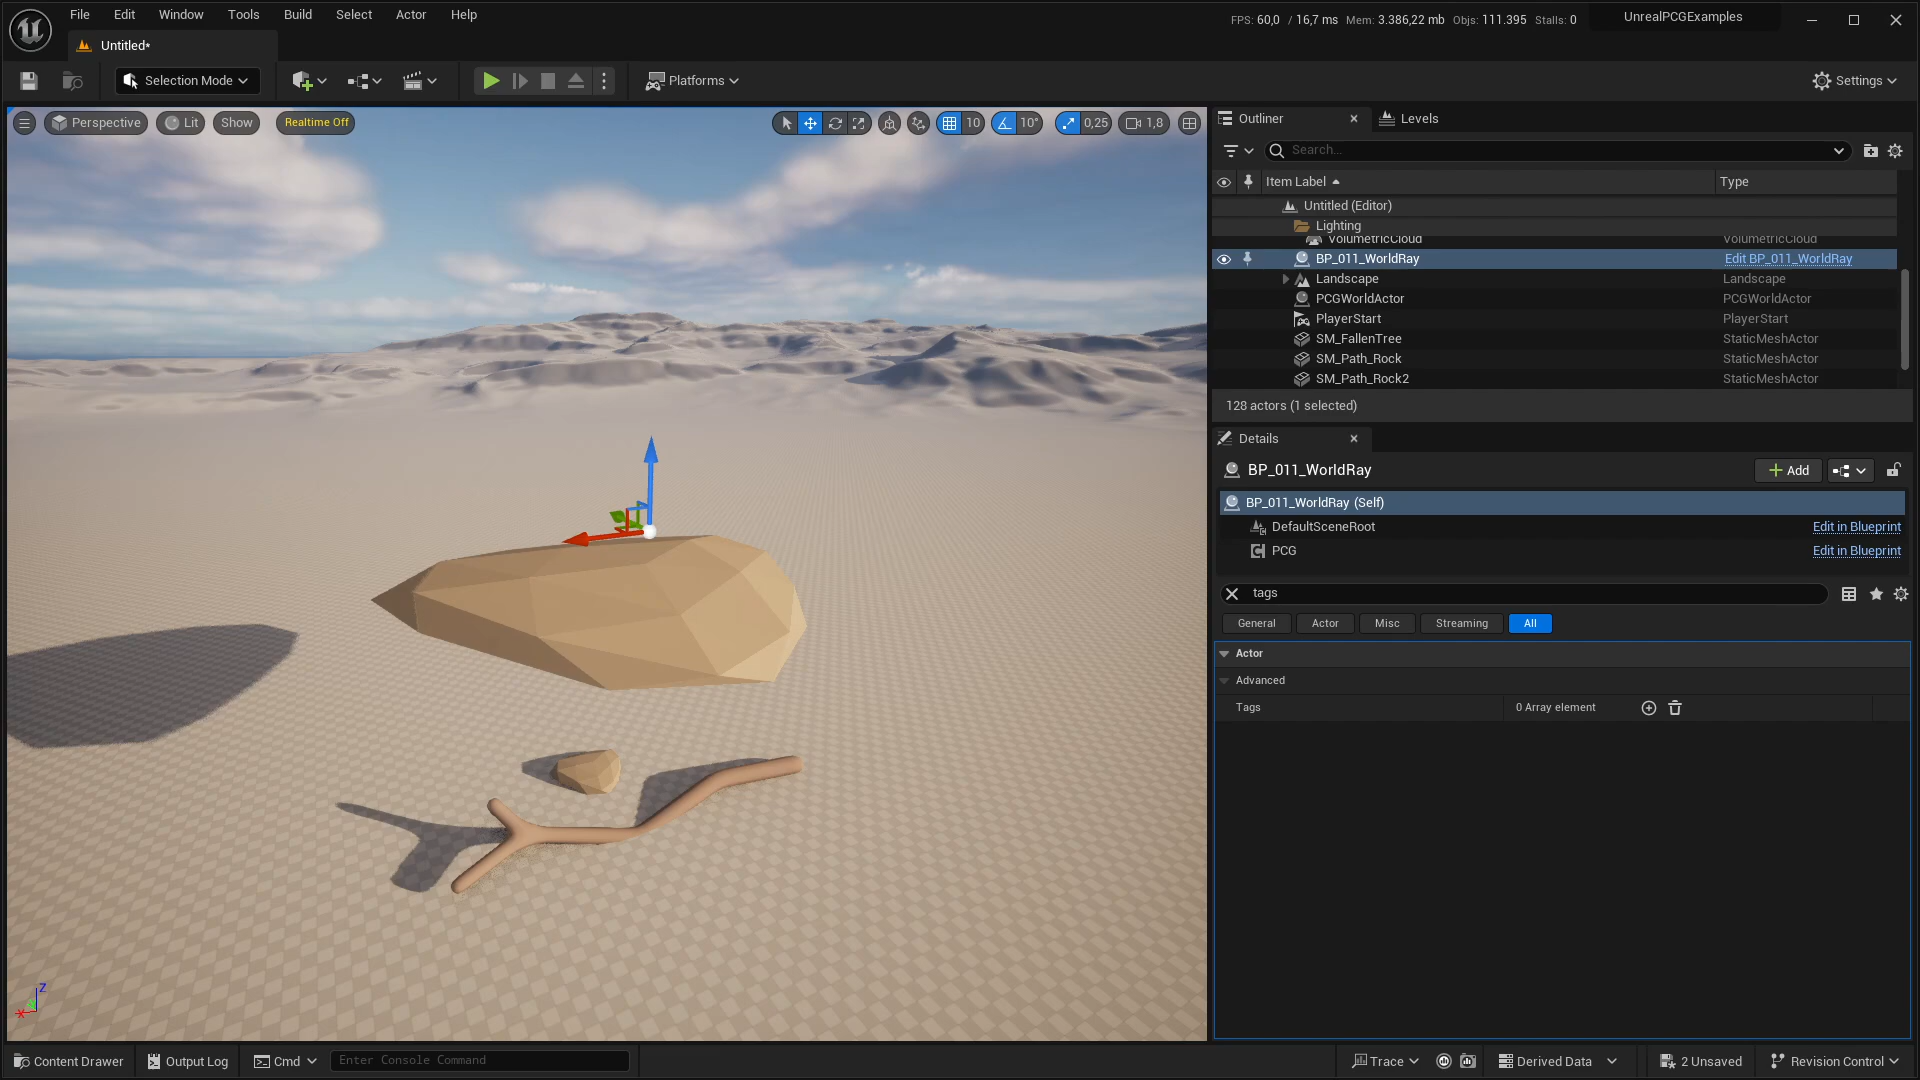 File Edit Window Tools Build Select Actor Help
FPS: 60,0 / 16,7 ms Mem: 3.386,22 mb Objs: 111.395 Stalls: 0
UnrealPCGExamples
Untitled*
Selection Mode
Platforms
Settings
Perspective Lit Show Realtime Off
10 10° 0,25 1,8
Outliner Levels
Search...
Item Label Type
Untitled (Editor)
Lighting
VolumetricCloud VolumetricCloud
BP_011_WorldRay Edit BP_011_WorldRay
Landscape Landscape
PCGWorldActor PCGWorldActor
PlayerStart PlayerStart
SM_FallenTree StaticMeshActor
SM_Path_Rock StaticMeshActor
SM_Path_Rock2 StaticMeshActor
128 actors (1 selected)
Details
BP_011_WorldRay
Add
BP_011_WorldRay (Self)
DefaultSceneRoot Edit in Blueprint
PCG Edit in Blueprint
tags
General Actor Misc Streaming All
Actor
Advanced
Tags 0 Array element
Z
X
Content Drawer Output Log Cmd Enter Console Command
Trace Derived Data 2 Unsaved Revision Control